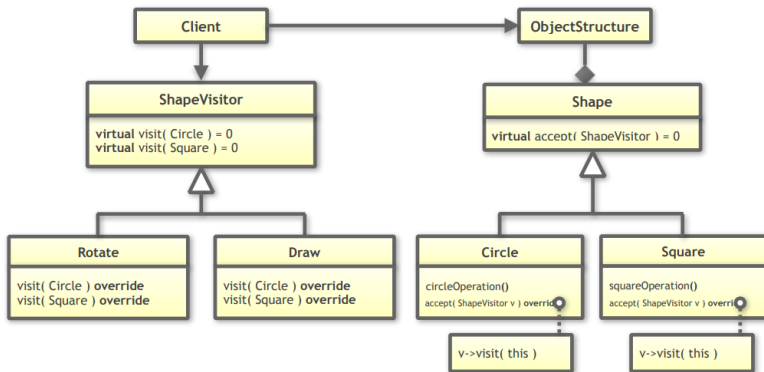 Client
ObjectStructure
ShapeVisitor
virtual visit( Circle ) = 0
virtual visit( Square ) = 0
Shape
virtual accept( ShapeVisitor ) = 0
Rotate
visit( Circle ) override
visit( Square ) override
Draw
visit( Circle ) override
visit( Square ) override
Circle
circleOperation()
accept( ShapeVisitor v ) override
Square
squareOperation()
accept( ShapeVisitor v ) override
v->visit( this )
v->visit( this )